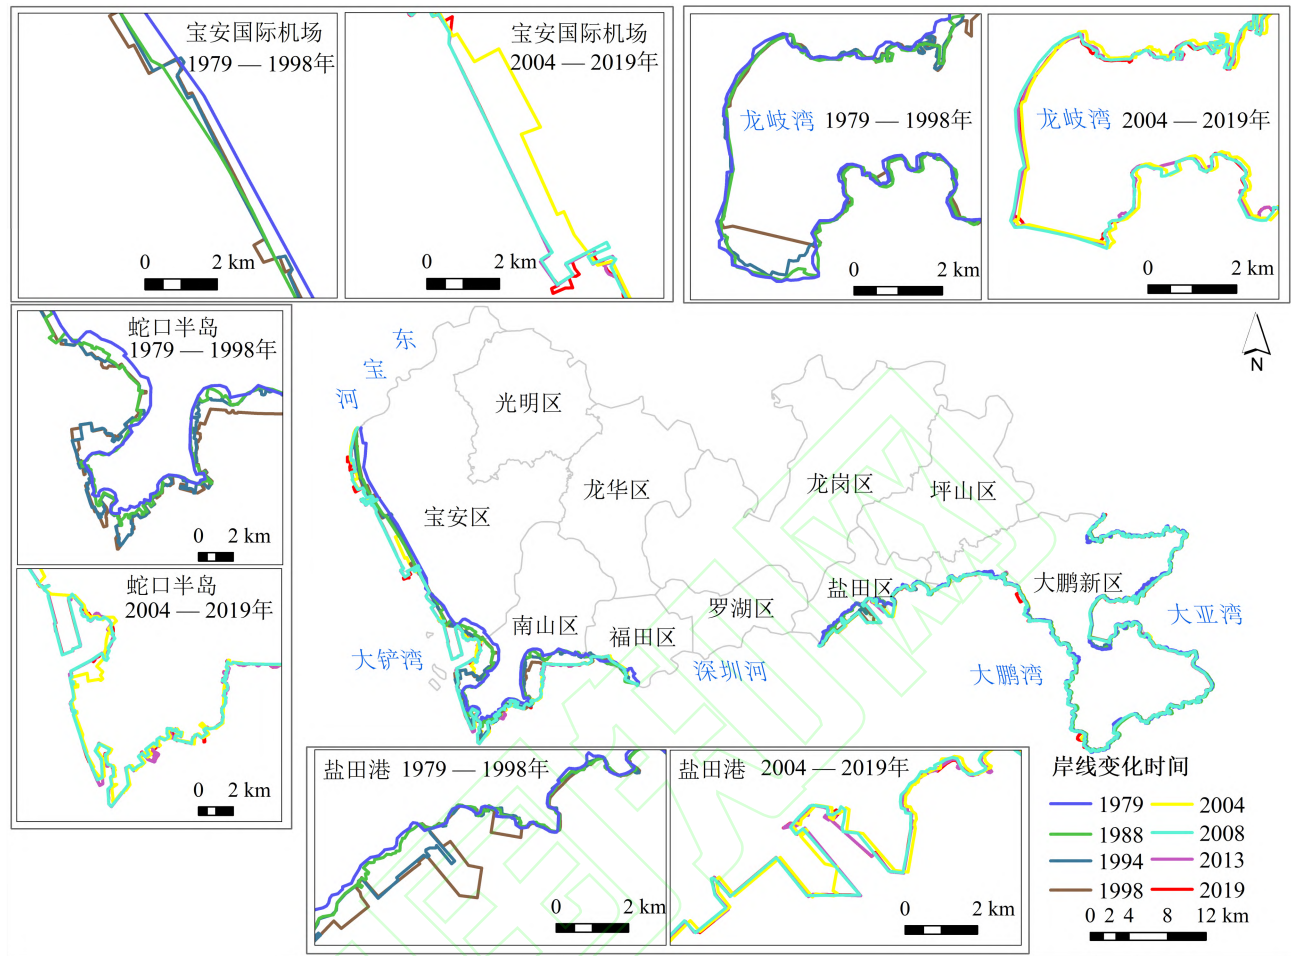 宝安国际机场
1979 — 1998年
0 2 km
宝安国际机场
2004 — 2019年
0 2 km
龙岐湾 1979 — 1998年
0 2 km
龙岐湾 2004 — 2019年
0 2 km
蛇口半岛
1979 — 1998年
0 2 km
蛇口半岛
2004 — 2019年
0 2 km
N
东
宝
河
光明区
龙华区
龙岗区
坪山区
宝安区
大鹏新区
盐田区
罗湖区
南山区
福田区
大亚湾
大铲湾
深圳河
大鹏湾
盐田港 1979 — 1998年
0 2 km
盐田港 2004 — 2019年
0 2 km
岸线变化时间
1979 2004
1988 2008
1994 2013
1998 2019
0 2 4 8 12 km